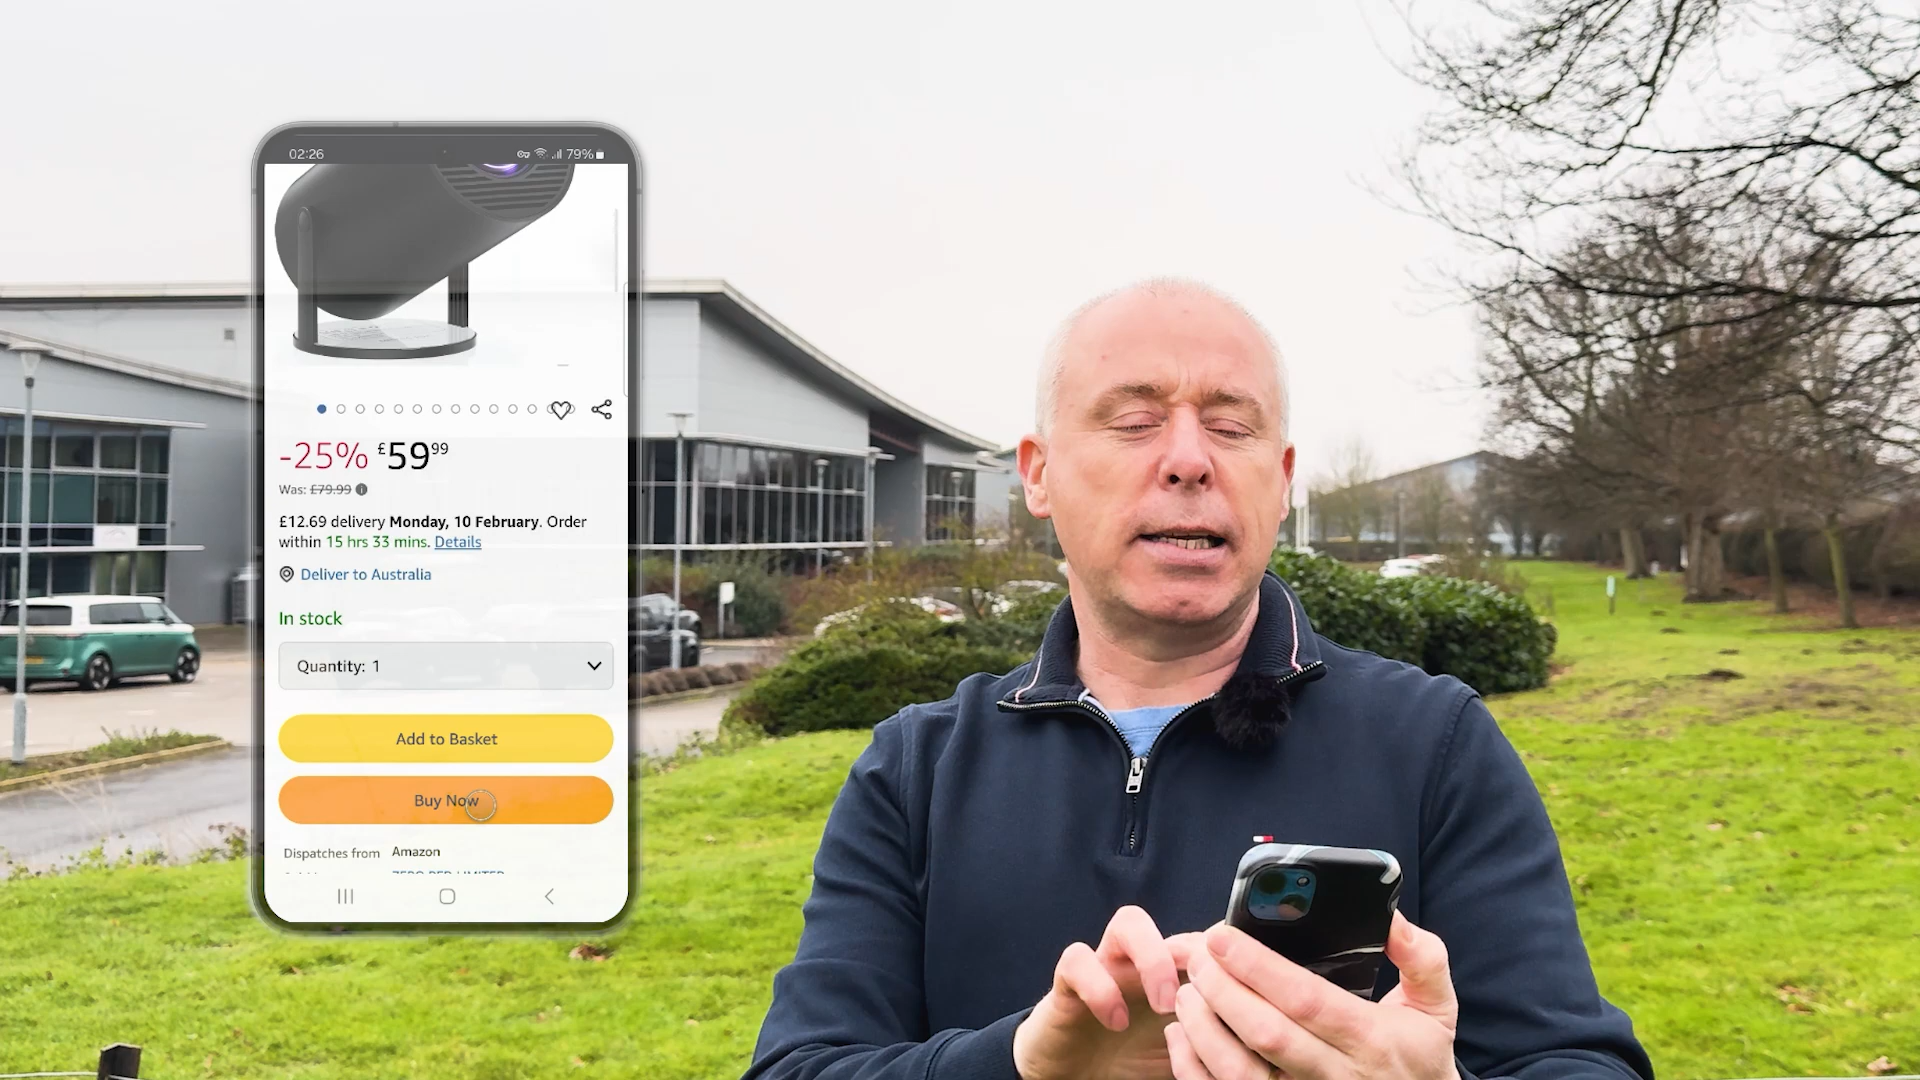 02:26 79%
-25% £59⁹⁹
Was: £79.99
£12.69 delivery Monday, 10 February. Order
within 15 hrs 33 mins. Details
Deliver to Australia
In stock
Quantity: 1
Add to Basket
Buy Now
Dispatches from Amazon